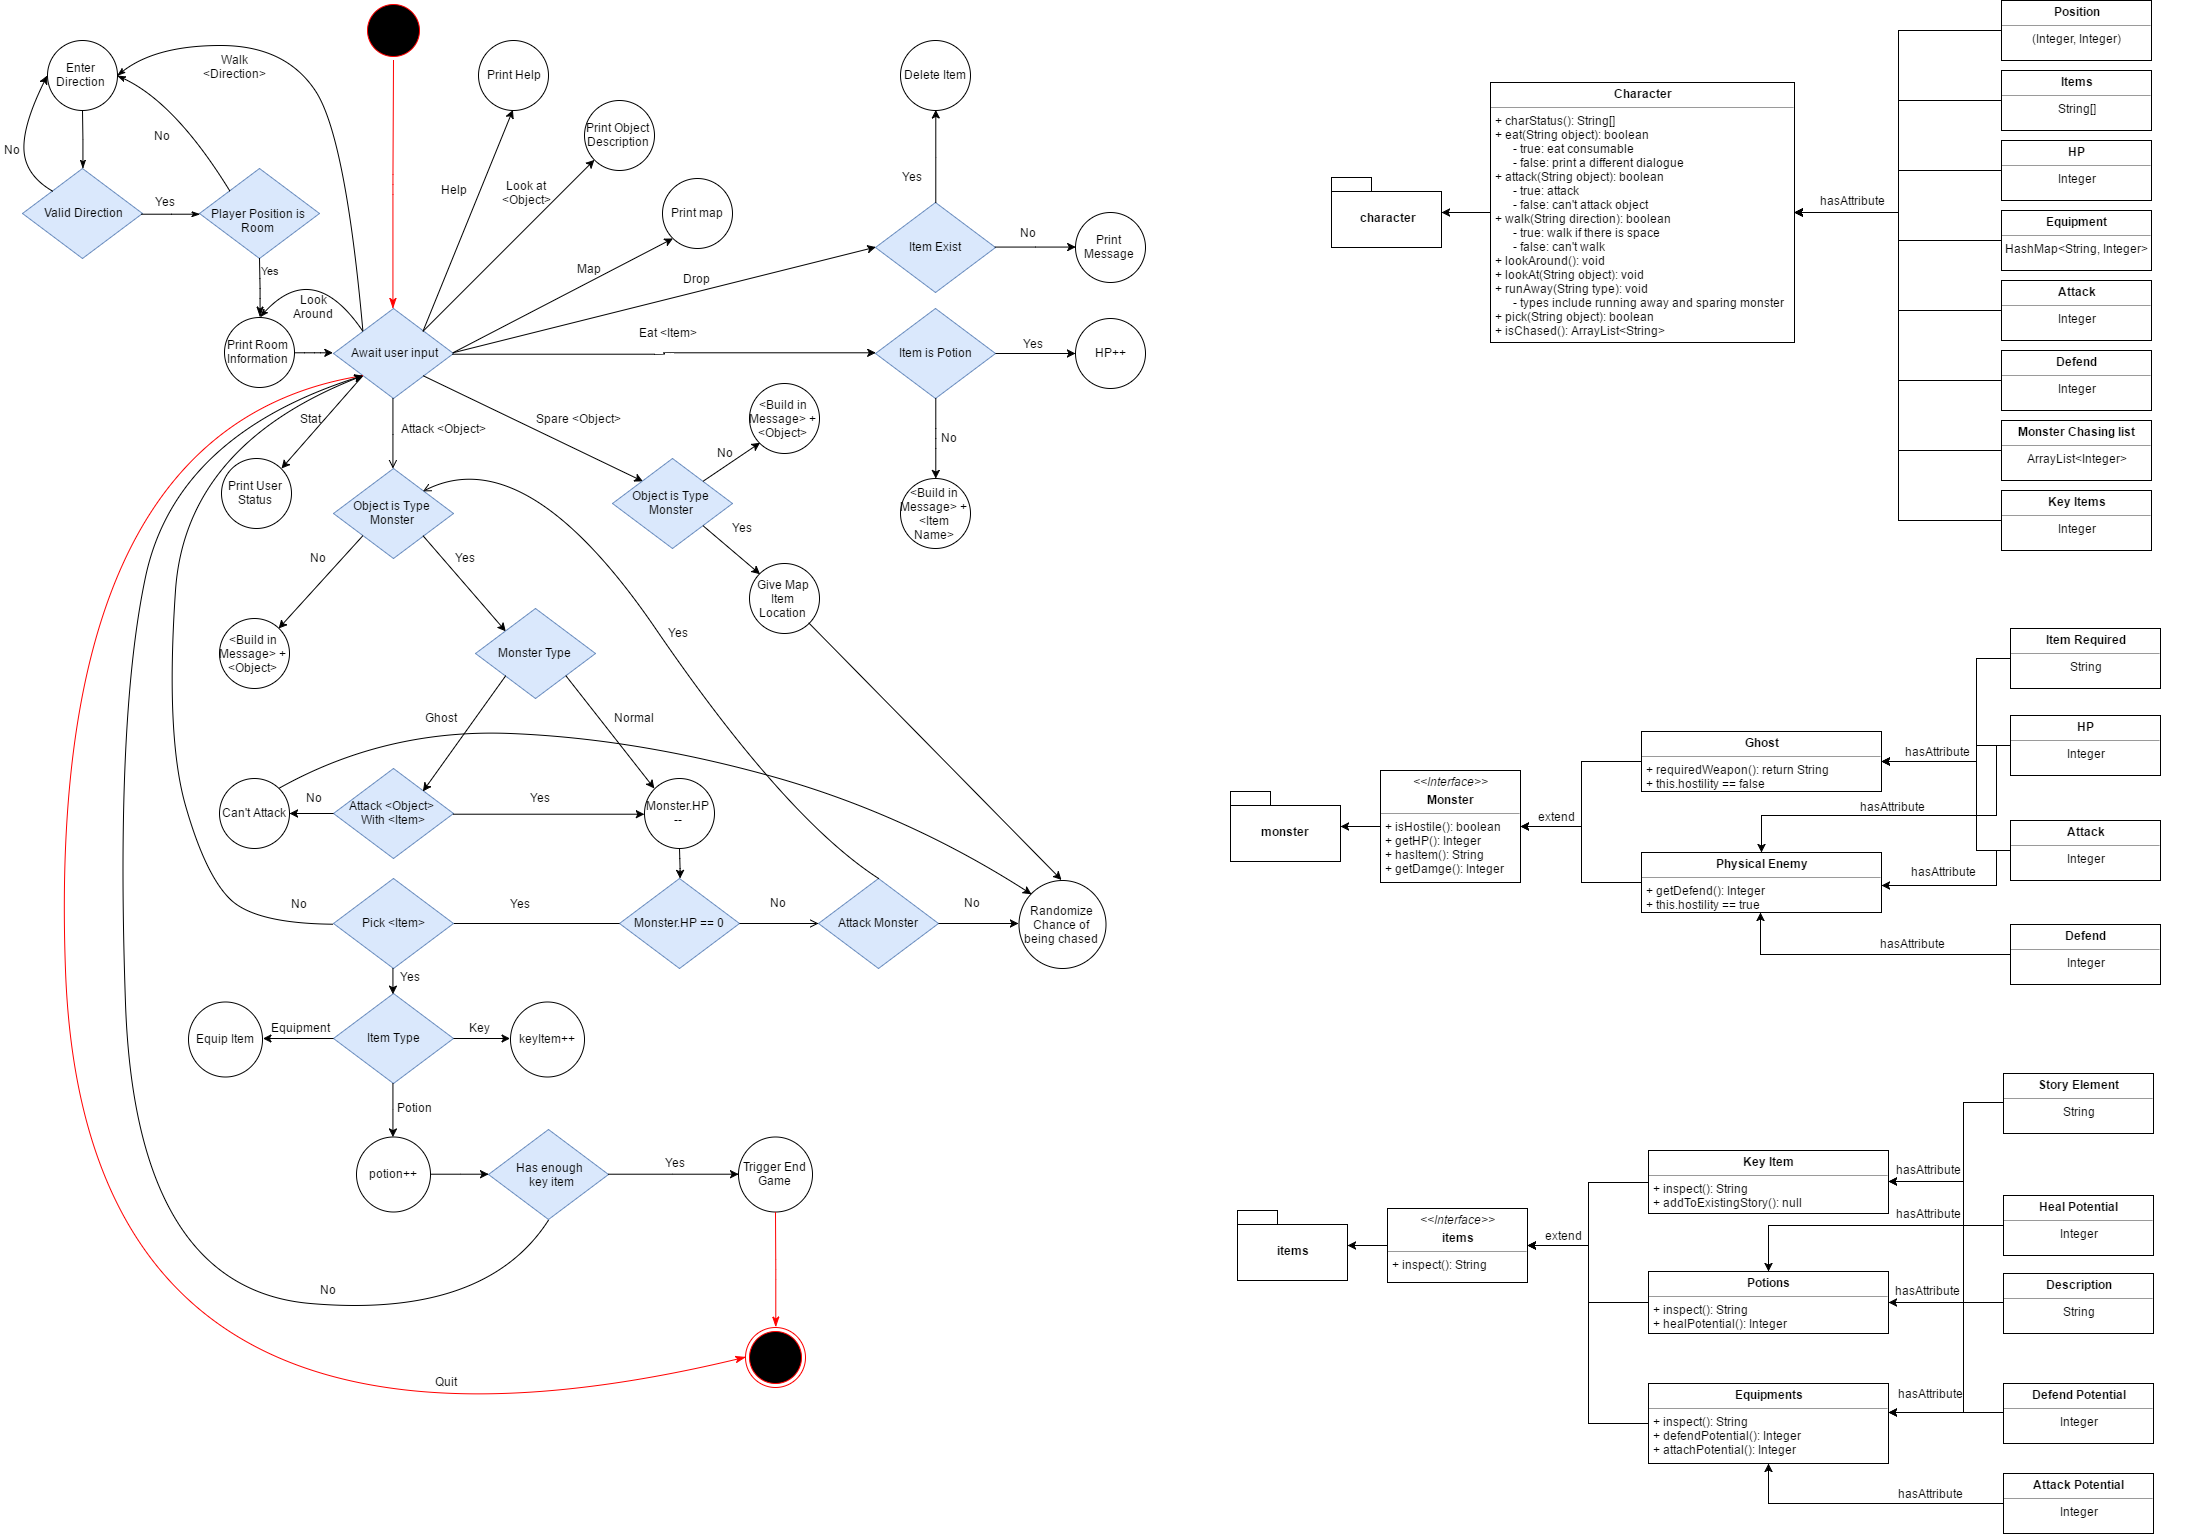 Enter
Direction
Walk
<Direction>
No
No
Valid Direction
Yes
Player Position is
Room
Yes
Look
Around
Print Room
Information
Await user input
Print Help
Help
Print Object
Description
Look at
<Object>
Print map
Map
Drop
Delete Item
Yes
Item Exist
No
Print
Message
Eat <Item>
Item is Potion
Yes
HP++
No
<Build in
Message> +
<Item
Name>
Stat
Print User
Status
Attack <Object>
Spare <Object>
<Build in
Message> +
<Object>
No
Object is Type
Monster
Yes
Give Map
Item
Location
Object is Type
Monster
No
Yes
<Build in
Message> +
<Object>
Monster Type
Yes
Ghost
Normal
Can't Attack
No
Attack <Object>
With <Item>
Yes
Monster.HP
--
No
Pick <Item>
Yes
Monster.HP == 0
No
Attack Monster
No
Randomize
Chance of
being chased
Yes
Equip Item
Equipment
Item Type
Key
keyItem++
Potion
potion++
Has enough
key item
Yes
Trigger End
Game
No
Quit
character
Character
+ charStatus(): String[]
+ eat(String object): boolean
- true: eat consumable
- false: print a different dialogue
+ attack(String object): boolean
- true: attack
- false: can't attack object
+ walk(String direction): boolean
- true: walk if there is space
- false: can't walk
+ lookAround(): void
+ lookAt(String object): void
+ runAway(String type): void
- types include running away and sparing monster
+ pick(String object): boolean
+ isChased(): ArrayList<String>
hasAttribute
Position
(Integer, Integer)
Items
String[]
HP
Integer
Equipment
HashMap<String, Integer>
Attack
Integer
Defend
Integer
Monster Chasing list
ArrayList<Integer>
Key Items
Integer
monster
<<Interface>>
Monster
+ isHostile(): boolean
+ getHP(): Integer
+ hasItem(): String
+ getDamge(): Integer
extend
Ghost
+ requiredWeapon(): return String
+ this.hostility == false
hasAttribute
hasAttribute
Physical Enemy
+ getDefend(): Integer
+ this.hostility == true
hasAttribute
hasAttribute
Item Required
String
HP
Integer
Attack
Integer
Defend
Integer
items
<<Interface>>
items
+ inspect(): String
extend
Key Item
+ inspect(): String
+ addToExistingStory(): null
hasAttribute
hasAttribute
Potions
+ inspect(): String
+ healPotential(): Integer
hasAttribute
Equipments
+ inspect(): String
+ defendPotential(): Integer
+ attachPotential(): Integer
hasAttribute
hasAttribute
Story Element
String
Heal Potential
Integer
Description
String
Defend Potential
Integer
Attack Potential
Integer